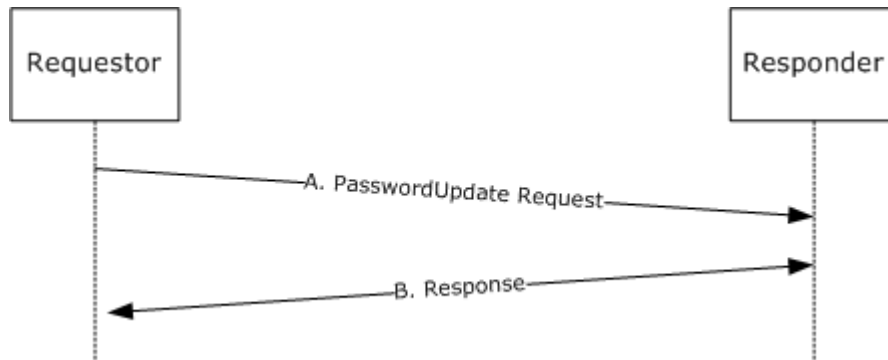 Requestor
Responder
A. PasswordUpdate Request
B. Response